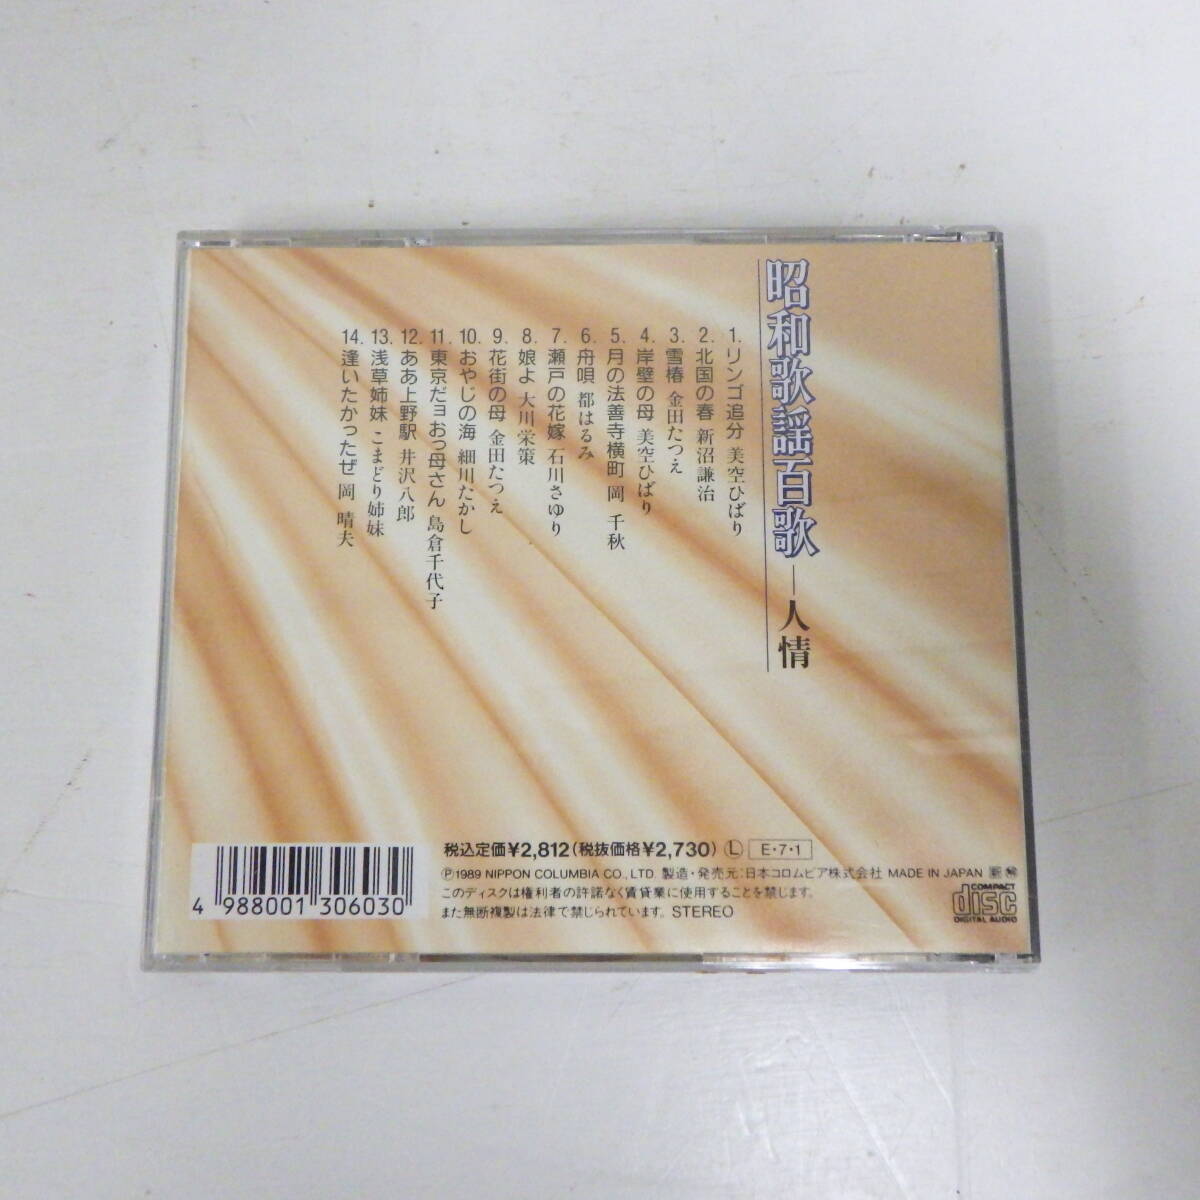 昭和歌謡百歌―人情
1. リンゴ追分 美空ひばり
2. 北国の春 新沼謙治
3. 雪椿 金田たつえ
4. 岸壁の母 美空ひばり
5. 月の法善寺横町 岡 千秋
6. 舟唄 都はるみ
7. 瀬戸の花嫁 石川さゆり
8. 娘よ 大川栄策
9. 花街の母 金田たつえ
10. おやじの海 細川たかし
11. 東京だヨおっ母さん 島倉千代子
12. ああ上野駅 井沢八郎
13. 浅草姉妹 こまどり姉妹
14. 逢いたかったぜ 岡 晴夫
税込定価¥2,812(税抜価格¥2,730) Ⓛ E・7・1
Ⓟ1989 NIPPON COLUMBIA CO., LTD. 製造・発売元:日本コロムビア株式会社 MADE IN JAPAN
このディスクは権利者の許諾なく賃貸業に使用することを禁じます。
また無断複製は法律で禁じられています。 STEREO
COMPACT
disc
DIGITAL AUDIO
4 988001 306030